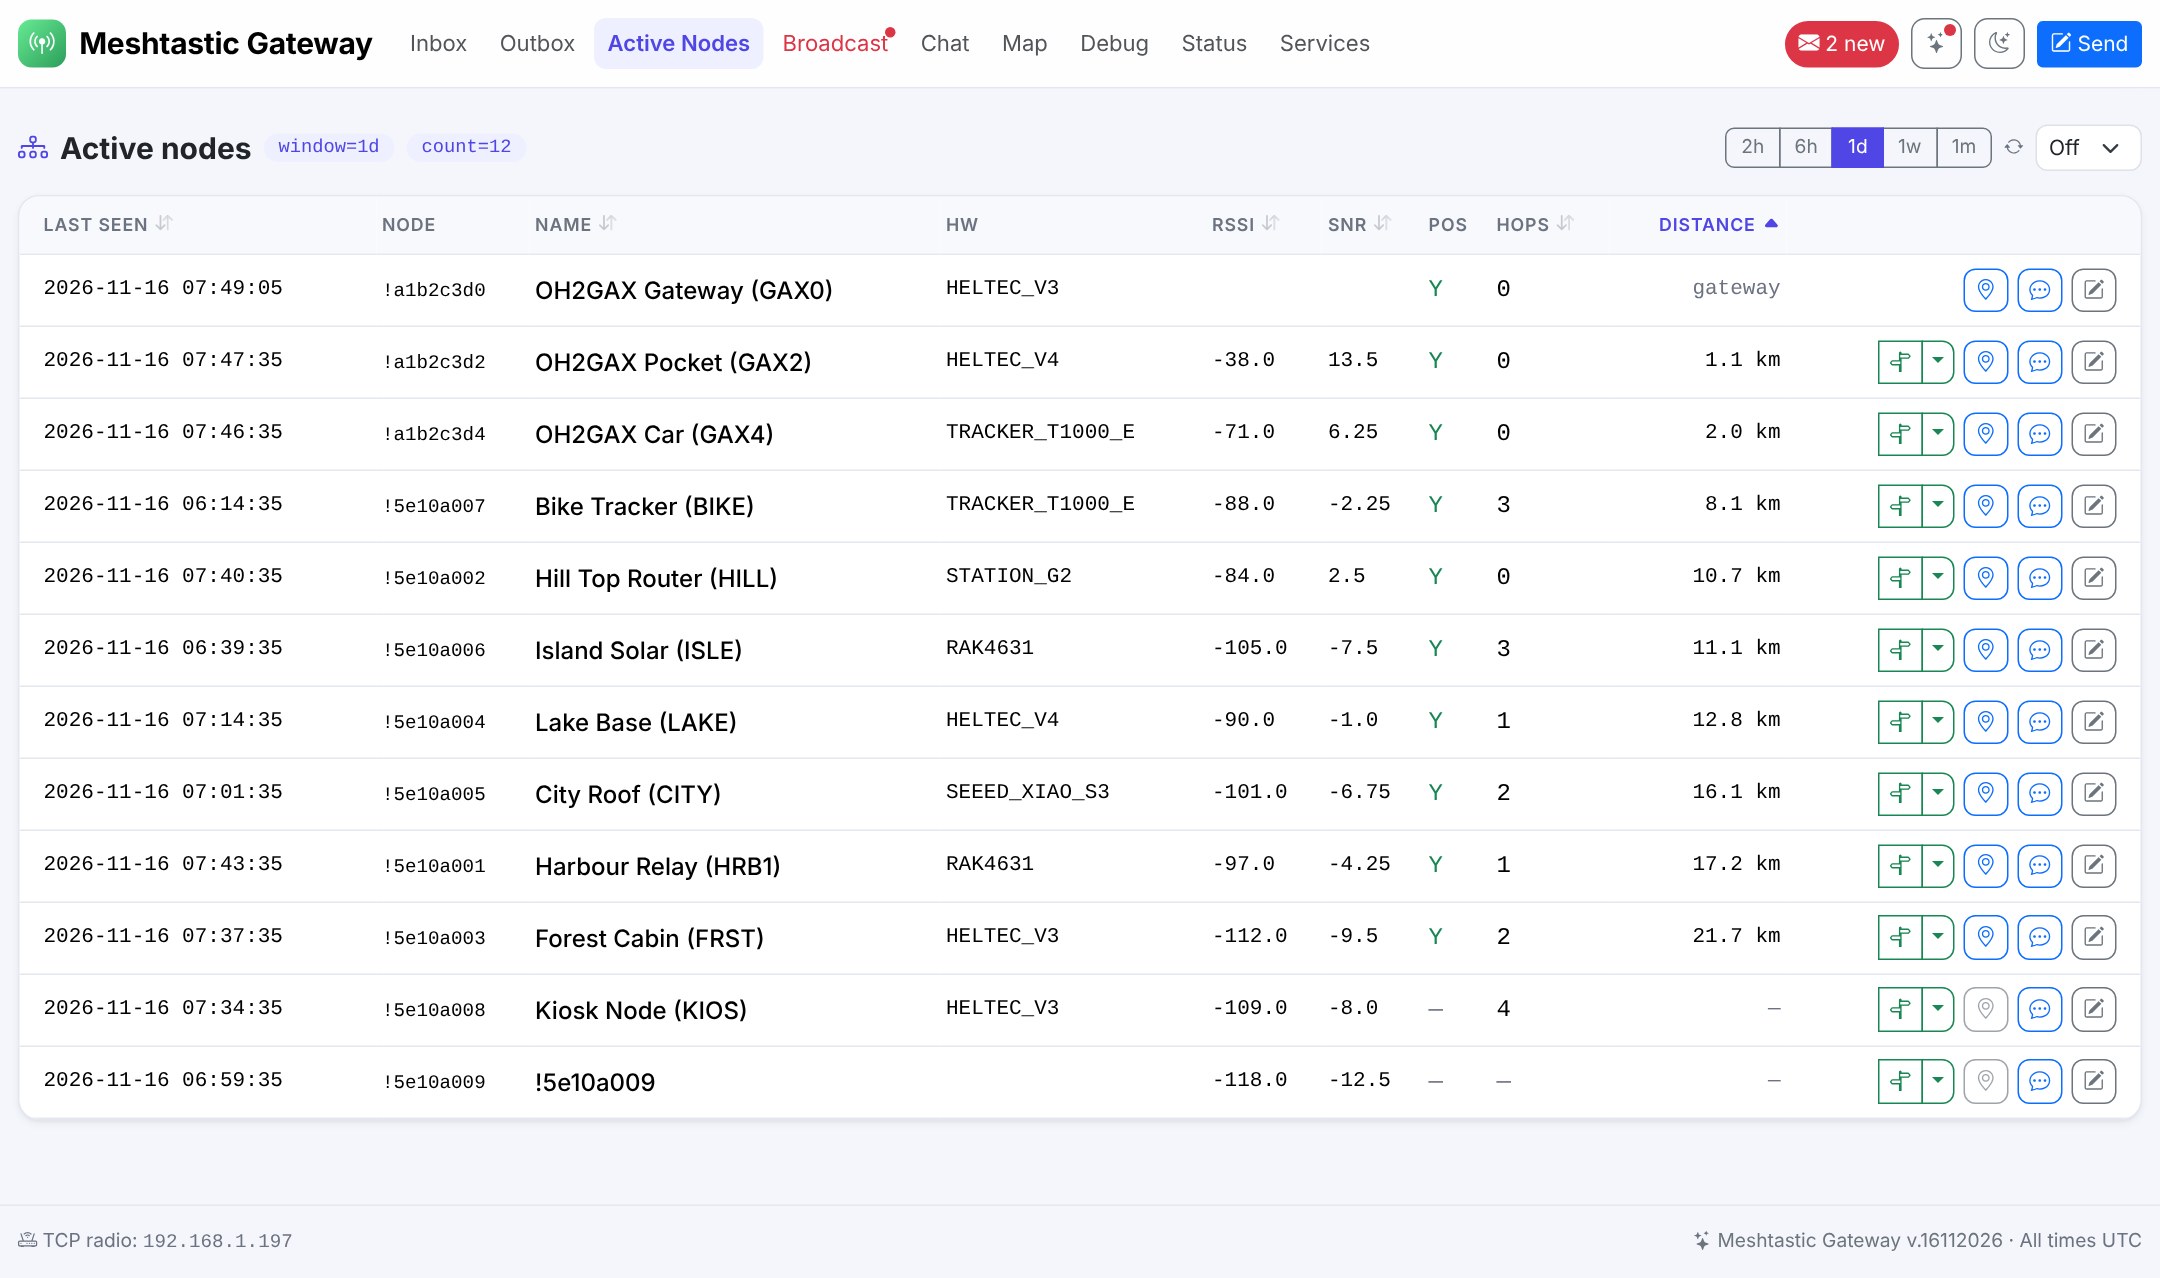 Meshtastic Gateway Inbox Outbox Active Nodes Broadcast Chat Map Debug Status Services 2 new Send
Active nodes window=1d count=12 2h 6h 1d 1w 1m Off
LAST SEEN NODE NAME HW RSSI SNR POS HOPS DISTANCE
2026-11-16 07:49:05 !a1b2c3d0 OH2GAX Gateway (GAX0) HELTEC_V3 Y 0 gateway
2026-11-16 07:47:35 !a1b2c3d2 OH2GAX Pocket (GAX2) HELTEC_V4 -38.0 13.5 Y 0 1.1 km
2026-11-16 07:46:35 !a1b2c3d4 OH2GAX Car (GAX4) TRACKER_T1000_E -71.0 6.25 Y 0 2.0 km
2026-11-16 06:14:35 !5e10a007 Bike Tracker (BIKE) TRACKER_T1000_E -88.0 -2.25 Y 3 8.1 km
2026-11-16 07:40:35 !5e10a002 Hill Top Router (HILL) STATION_G2 -84.0 2.5 Y 0 10.7 km
2026-11-16 06:39:35 !5e10a006 Island Solar (ISLE) RAK4631 -105.0 -7.5 Y 3 11.1 km
2026-11-16 07:14:35 !5e10a004 Lake Base (LAKE) HELTEC_V4 -90.0 -1.0 Y 1 12.8 km
2026-11-16 07:01:35 !5e10a005 City Roof (CITY) SEEED_XIAO_S3 -101.0 -6.75 Y 2 16.1 km
2026-11-16 07:43:35 !5e10a001 Harbour Relay (HRB1) RAK4631 -97.0 -4.25 Y 1 17.2 km
2026-11-16 07:37:35 !5e10a003 Forest Cabin (FRST) HELTEC_V3 -112.0 -9.5 Y 2 21.7 km
2026-11-16 07:34:35 !5e10a008 Kiosk Node (KIOS) HELTEC_V3 -109.0 -8.0 — 4 —
2026-11-16 06:59:35 !5e10a009 !5e10a009 -118.0 -12.5 — — —
TCP radio: 192.168.1.197 Meshtastic Gateway v.16112026 · All times UTC